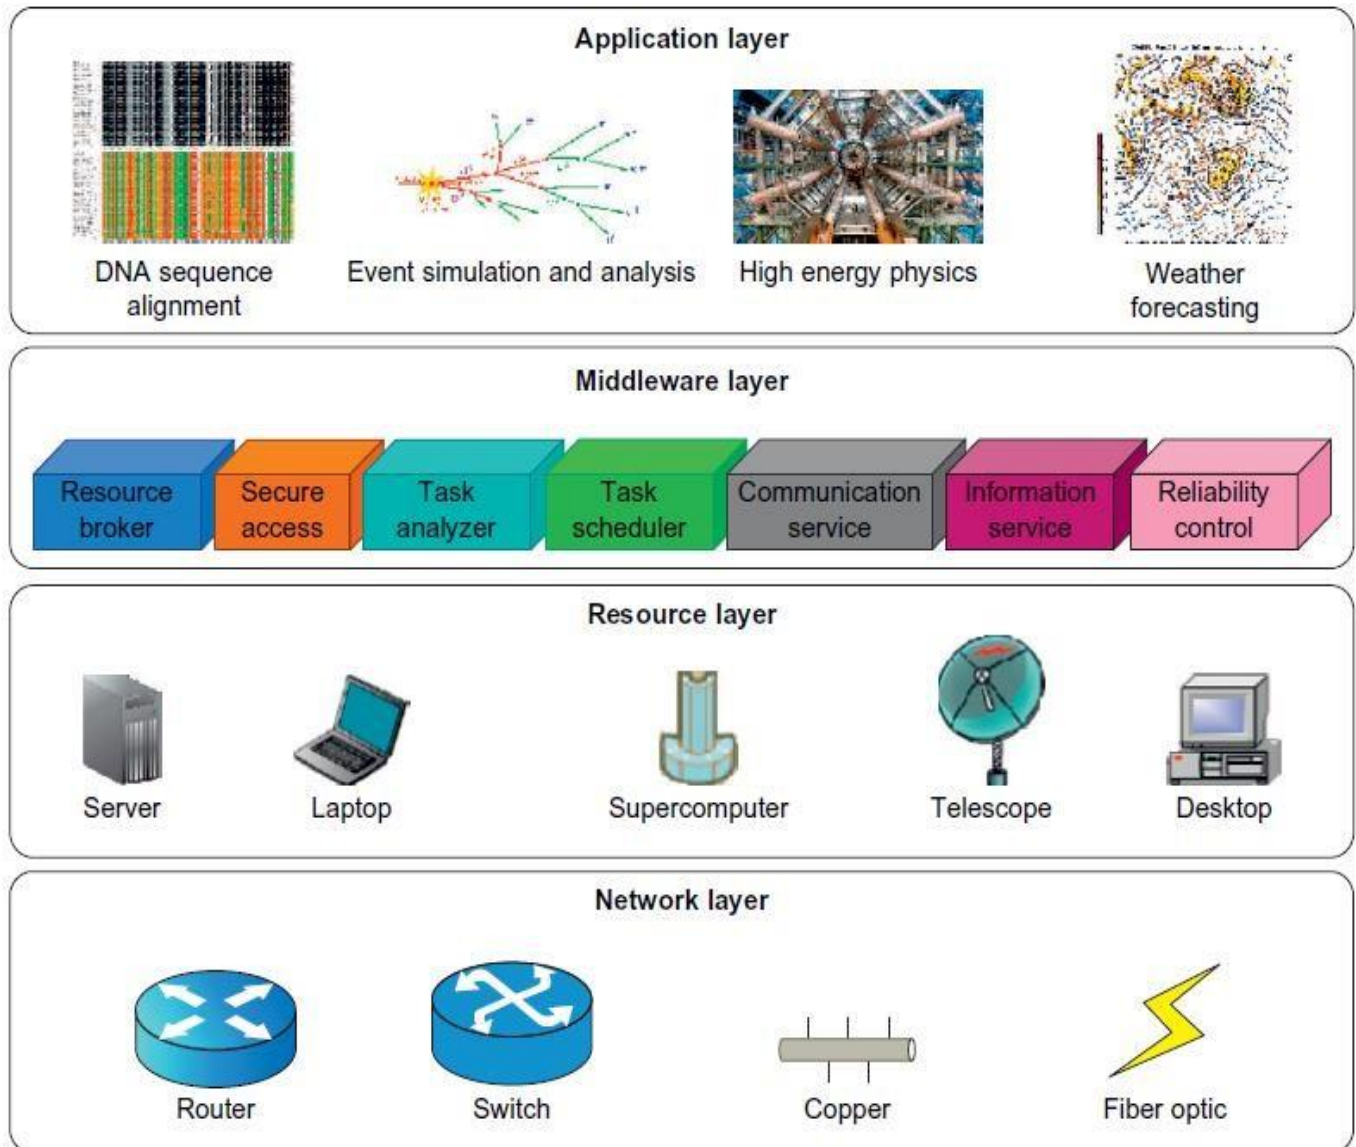 Application layer
DNA sequence
alignment
Event simulation and analysis
High energy physics
Weather
forecasting
Middleware layer
Resource
broker
Secure
access
Task
analyzer
Task
scheduler
Communication
service
Information
service
Reliability
control
Resource layer
Server
Laptop
Supercomputer
Telescope
Desktop
Network layer
Router
Switch
Copper
Fiber optic